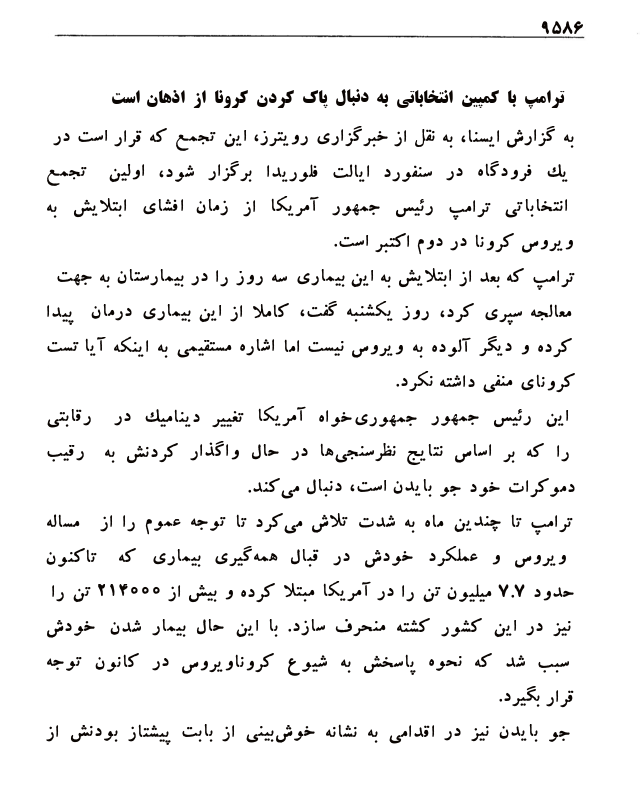 ۹۵۸۶
ترامپ با کمپین انتخاباتی به دنبال پاک کردن کرونا از اذهان است
به گزارش ایسنا، به نقل از خبرگزاری رویترز، این تجمع که قرار است در
یك فرودگاه در سنفورد ایالت فلوریدا برگزار شود، اولین تجمع
انتخاباتی ترامپ رئیس جمهور آمریکا از زمان افشای ابتلایش به
ویروس کرونا در دوم اکتبر است.
ترامپ که بعد از ابتلایش به این بیماری سه روز را در بیمارستان به جهت
معالجه سپری کرد، روز یکشنبه گفت، کاملا از این بیماری درمان پیدا
کرده و دیگر آلوده به ویروس نیست اما اشاره مستقیمی به اینکه آیا تست
کرونای منفی داشته نکرد.
این رئیس جمهور جمهوری‌خواه آمریکا تغییر دینامیك در رقابتی
را که بر اساس نتایج نظرسنجی‌ها در حال واگذار کردنش به رقیب
دموکرات خود جو بایدن است، دنبال می‌کند.
ترامپ تا چندین ماه به شدت تلاش می‌کرد تا توجه عموم را از مساله
ویروس و عملکرد خودش در قبال همه‌گیری بیماری که تاکنون
حدود ۷.۷ میلیون تن را در آمریکا مبتلا کرده و بیش از ۲۱۴۰۰۰ تن را
نیز در این کشور کشته منحرف سازد. با این حال بیمار شدن خودش
سبب شد که نحوه پاسخش به شیوع کروناویروس در کانون توجه
قرار بگیرد.
جو بایدن نیز در اقدامی به نشانه خوش‌بینی از بابت پیشتاز بودنش از